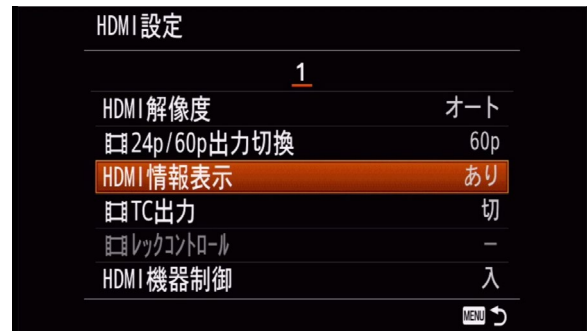 HDMI設定
1
HDMI解像度 オート
24p/60p出力切換 60p
HDMI情報表示 あり
TC出力 切
レックコントロール －
HDMI機器制御 入
MENU